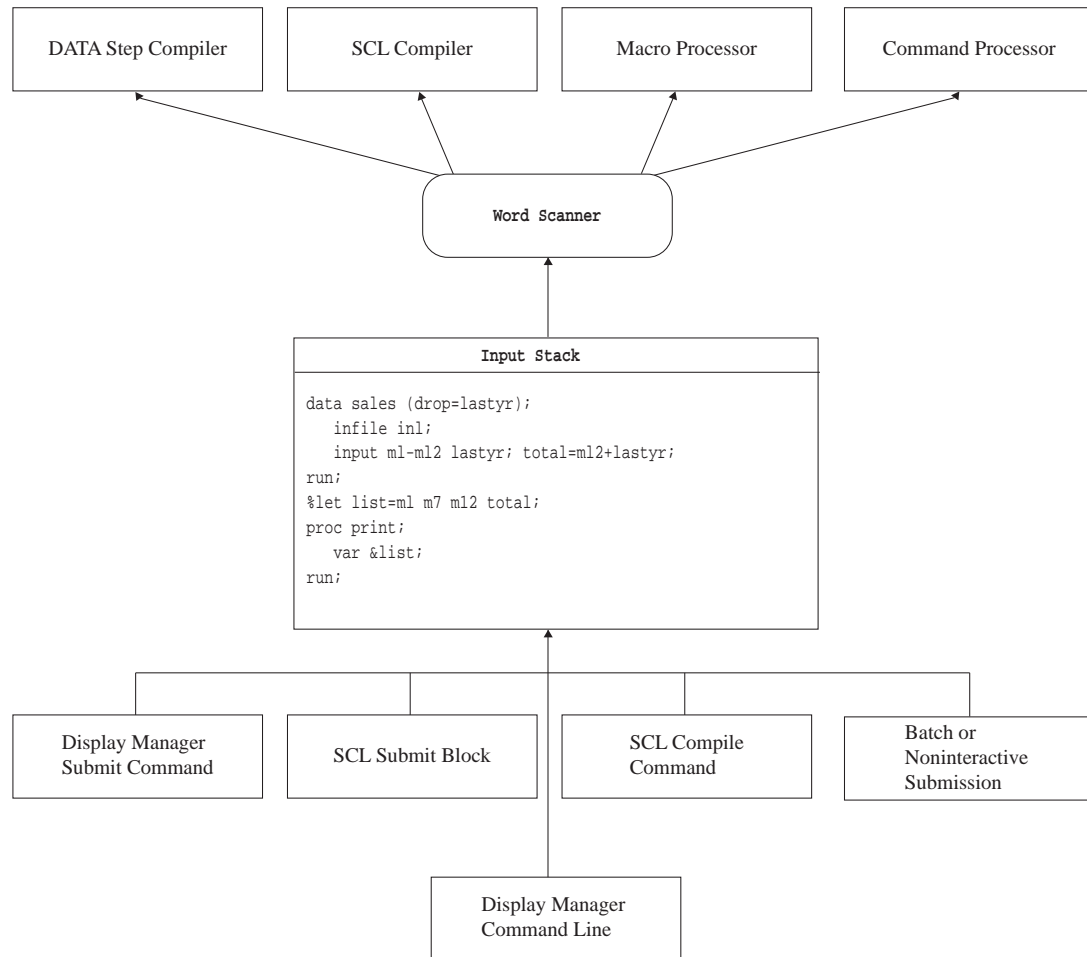 DATA Step Compiler
SCL Compiler
Macro Processor
Command Processor
Word Scanner
Input Stack
data sales (drop=lastyr);
infile inl;
input ml-ml2 lastyr; total=ml2+lastyr;
run;
%let list=ml m7 ml2 total;
proc print;
var &list;
run;
Display Manager
Submit Command
SCL Submit Block
SCL Compile
Command
Batch or
Noninteractive
Submission
Display Manager
Command Line